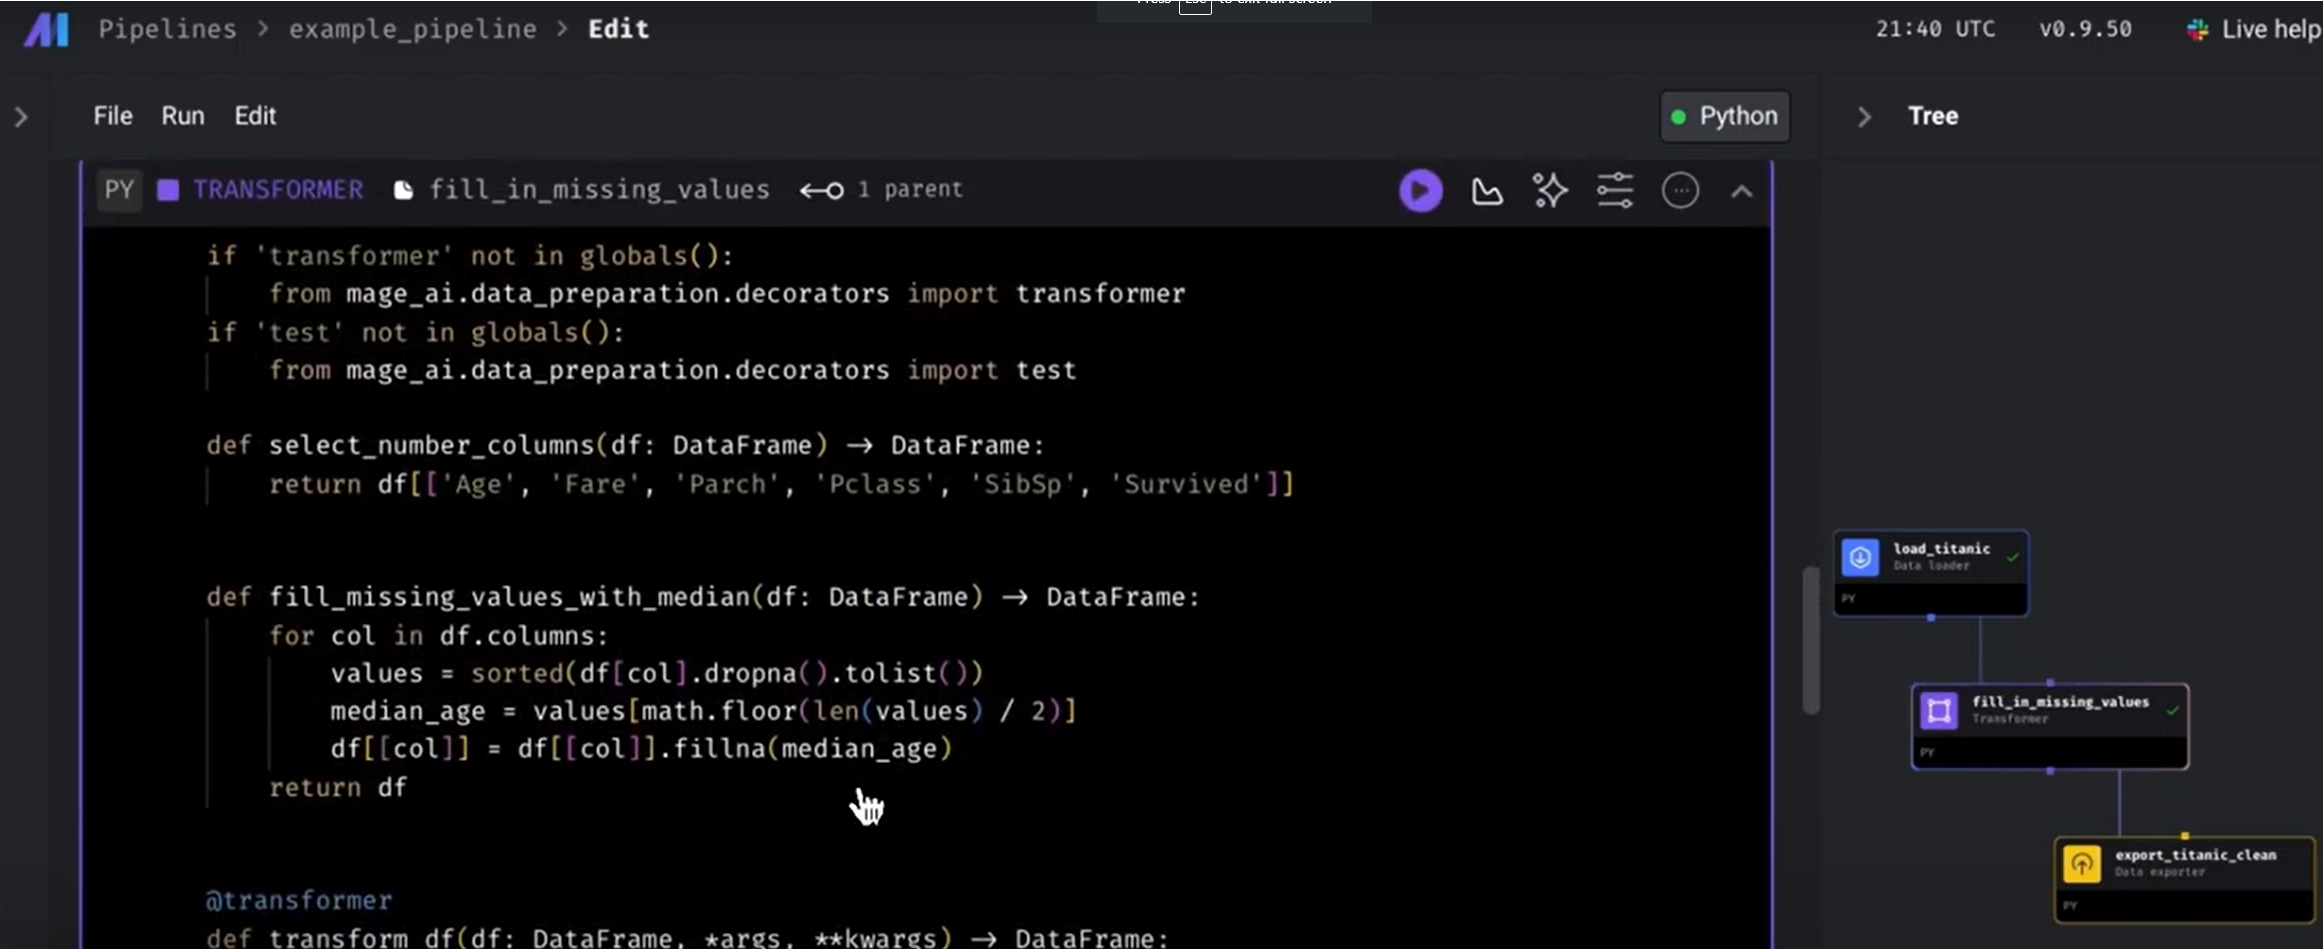 Pipelines > example_pipeline > Edit
21:40 UTC v0.9.50 Live help
File Run Edit
Python
Tree
PY TRANSFORMER fill_in_missing_values 1 parent
if 'transformer' not in globals():
from mage_ai.data_preparation.decorators import transformer
if 'test' not in globals():
from mage_ai.data_preparation.decorators import test
def select_number_columns(df: DataFrame) → DataFrame:
return df[['Age', 'Fare', 'Parch', 'Pclass', 'SibSp', 'Survived']]
def fill_missing_values_with_median(df: DataFrame) → DataFrame:
for col in df.columns:
values = sorted(df[col].dropna().tolist())
median_age = values[math.floor(len(values) / 2)]
df[[col]] = df[[col]].fillna(median_age)
return df
@transformer
def transform_df(df: DataFrame, *args, **kwargs) → DataFrame:
load_titanic
Data loader
PY
fill_in_missing_values
Transformer
PY
export_titanic_clean
Data exporter
PY